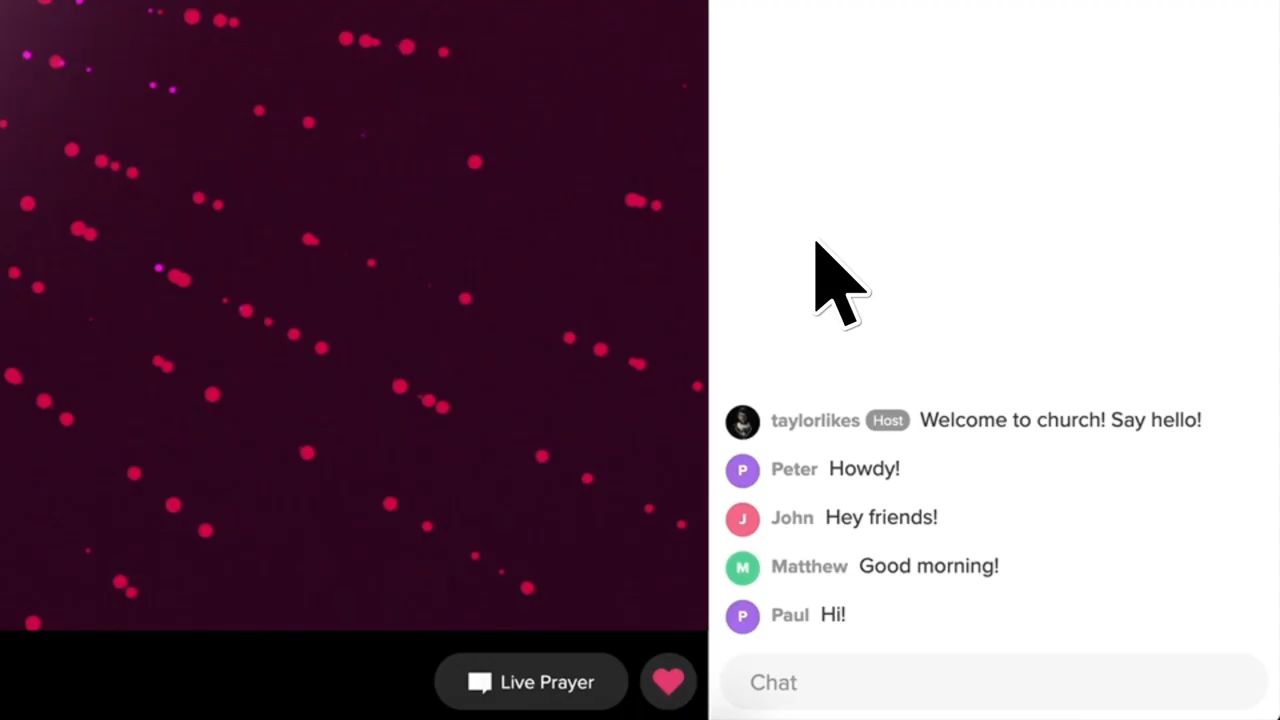 taylorlikes Host Welcome to church! Say hello!
P Peter Howdy!
J John Hey friends!
M Matthew Good morning!
P Paul Hi!
Live Prayer
Chat